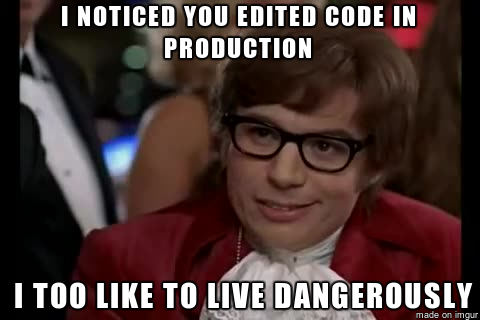 I NOTICED YOU EDITED CODE IN
PRODUCTION
I TOO LIKE TO LIVE DANGEROUSLY
made on imgur